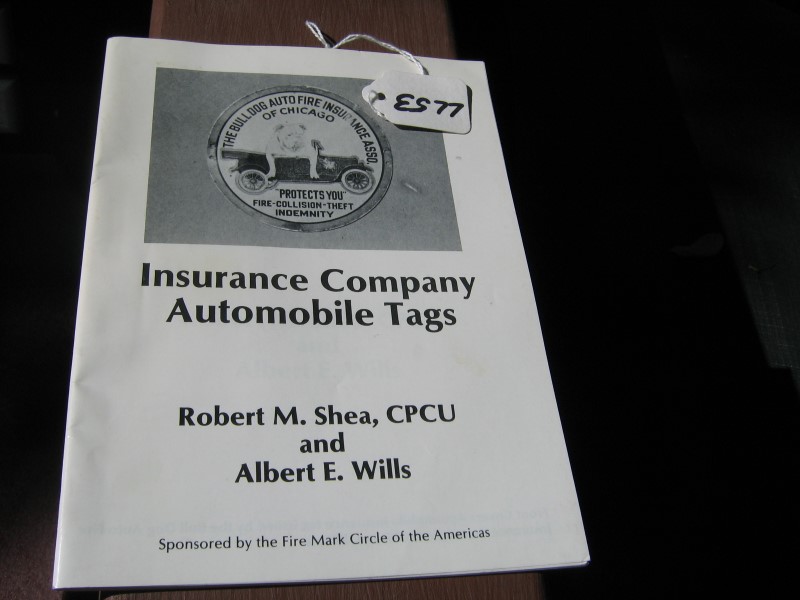 THE BULLDOG AUTO FIRE INSURANCE ASSO.
OF CHICAGO
"PROTECTS YOU"
FIRE-COLLISION-THEFT
INDEMNITY
Insurance Company
Automobile Tags
Robert M. Shea, CPCU
and
Albert E. Wills
Sponsored by the Fire Mark Circle of the Americas